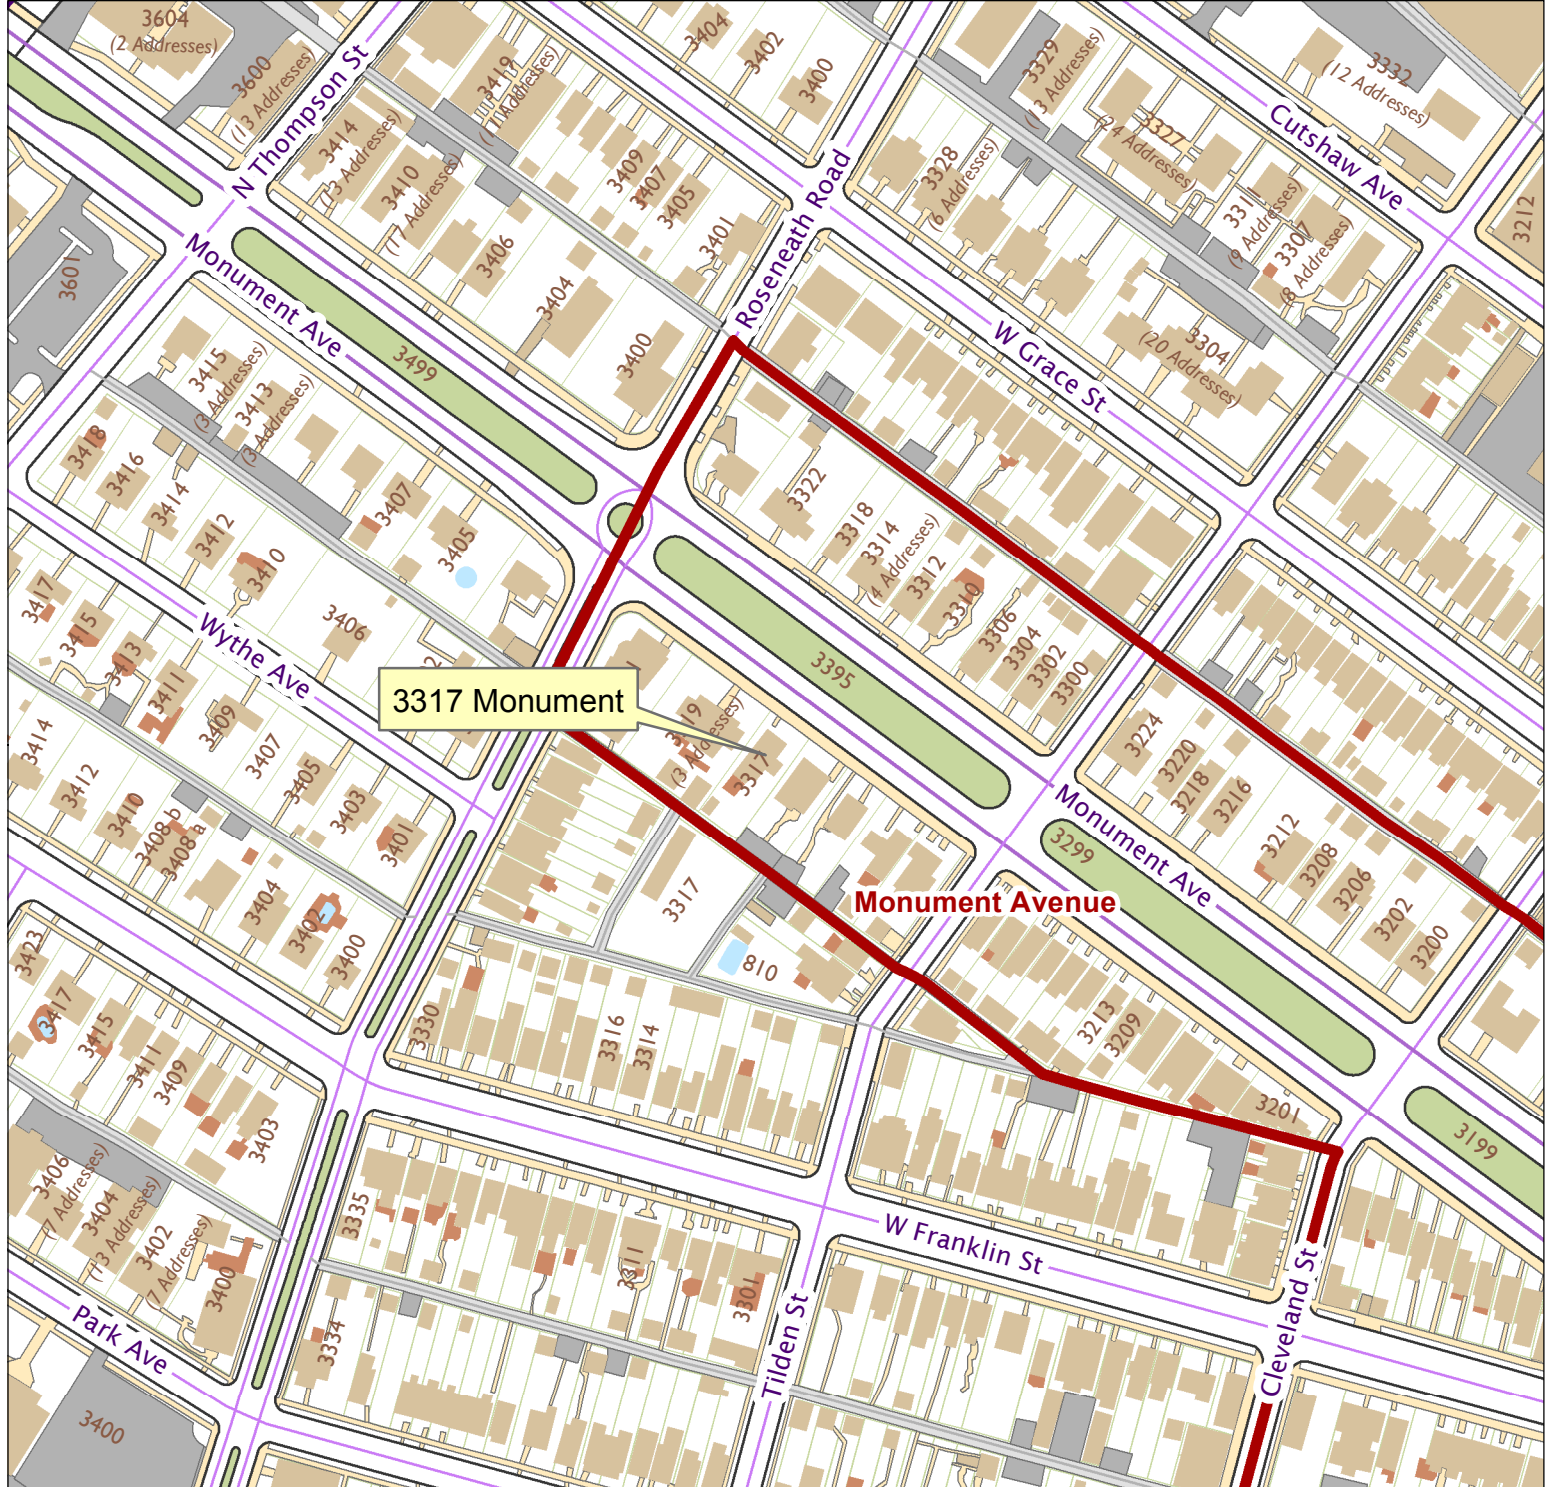 3604
(2 Addresses)
3600
(13 Addresses)
N Thompson St
3414
(3 Addresses)
3410
(17 Addresses)
3419
3406
3404
3400
3409
3407
3405
3401
3404
3402
3400
Roseneath Road
3329
(13 Addresses)
3332
(12 Addresses)
Cutshaw Ave
3327
(24 Addresses)
3328
(6 Addresses)
3311
(9 Addresses)
3307
(8 Addresses)
3212
3304
(20 Addresses)
W Grace St
3601
Monument Ave
3499
3415
(3 Addresses)
3413
(3 Addresses)
3418
3416
3414
3412
3410
3407
3405
3406
3322
3318
3314
(4 Addresses)
3312
3310
3306
3304
3302
3300
3395
3417
3415
3413
3411
3409
3407
3405
3403
3401
Wythe Ave
3317 Monument
3319
(3 Addresses)
3317
3224
3220
3218
3216
3212
3208
3206
3202
3200
Monument Ave
3299
Monument Avenue
3414
3412
3410
3408 b
3408 a
3404
3402
3400
3317
810
3423
3417
3415
3411
3409
3403
3330
3316
3314
3213
3209
3201
3199
3406
(7 Addresses)
3404
(13 Addresses)
3402
(7 Addresses)
3400
3335
3311
3301
W Franklin St
3334
Tilden St
Cleveland St
Park Ave
3400